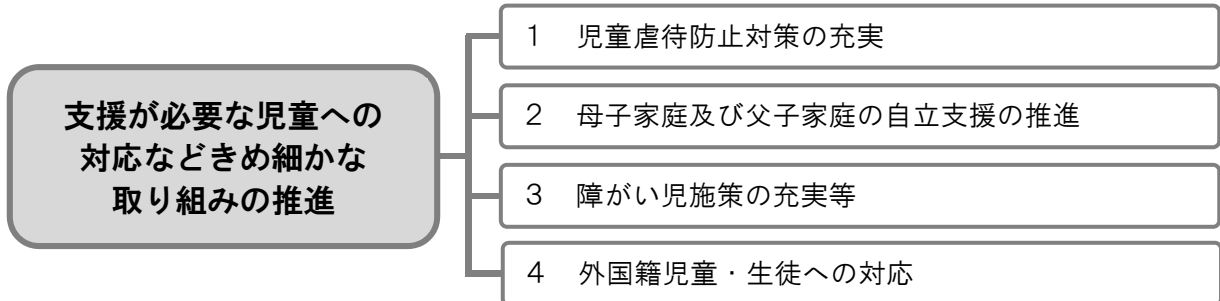 支援が必要な児童への
対応などきめ細かな
取り組みの推進
1　児童虐待防止対策の充実
2　母子家庭及び父子家庭の自立支援の推進
3　障がい児施策の充実等
4　外国籍児童・生徒への対応